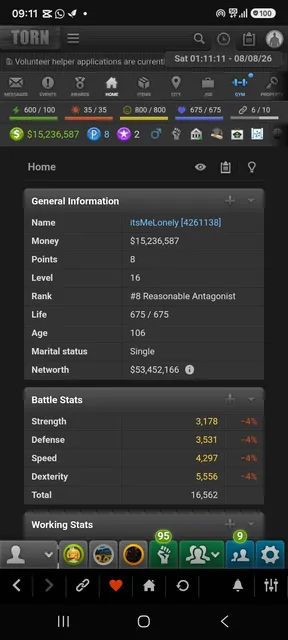 09:11
100
TORN
Volunteer helper applications are current
Sat 01:11:11 - 08/08/26
MESSAGES EVENTS AWARDS HOME ITEMS CITY JOB GYM
600 / 100 35 / 35 800 / 800 675 / 675 6 / 10
$15,236,587 P 8 2
Home
General Information
Name itsMeLonely [4261138]
Money $15,236,587
Points 8
Level 16
Rank #8 Reasonable Antagonist
Life 675 / 675
Age 106
Marital status Single
Networth $53,452,166
Battle Stats
Strength 3,178 −4%
Defense 3,531 −4%
Speed 4,297 −4%
Dexterity 5,556 −4%
Total 16,562
Working Stats
95 9